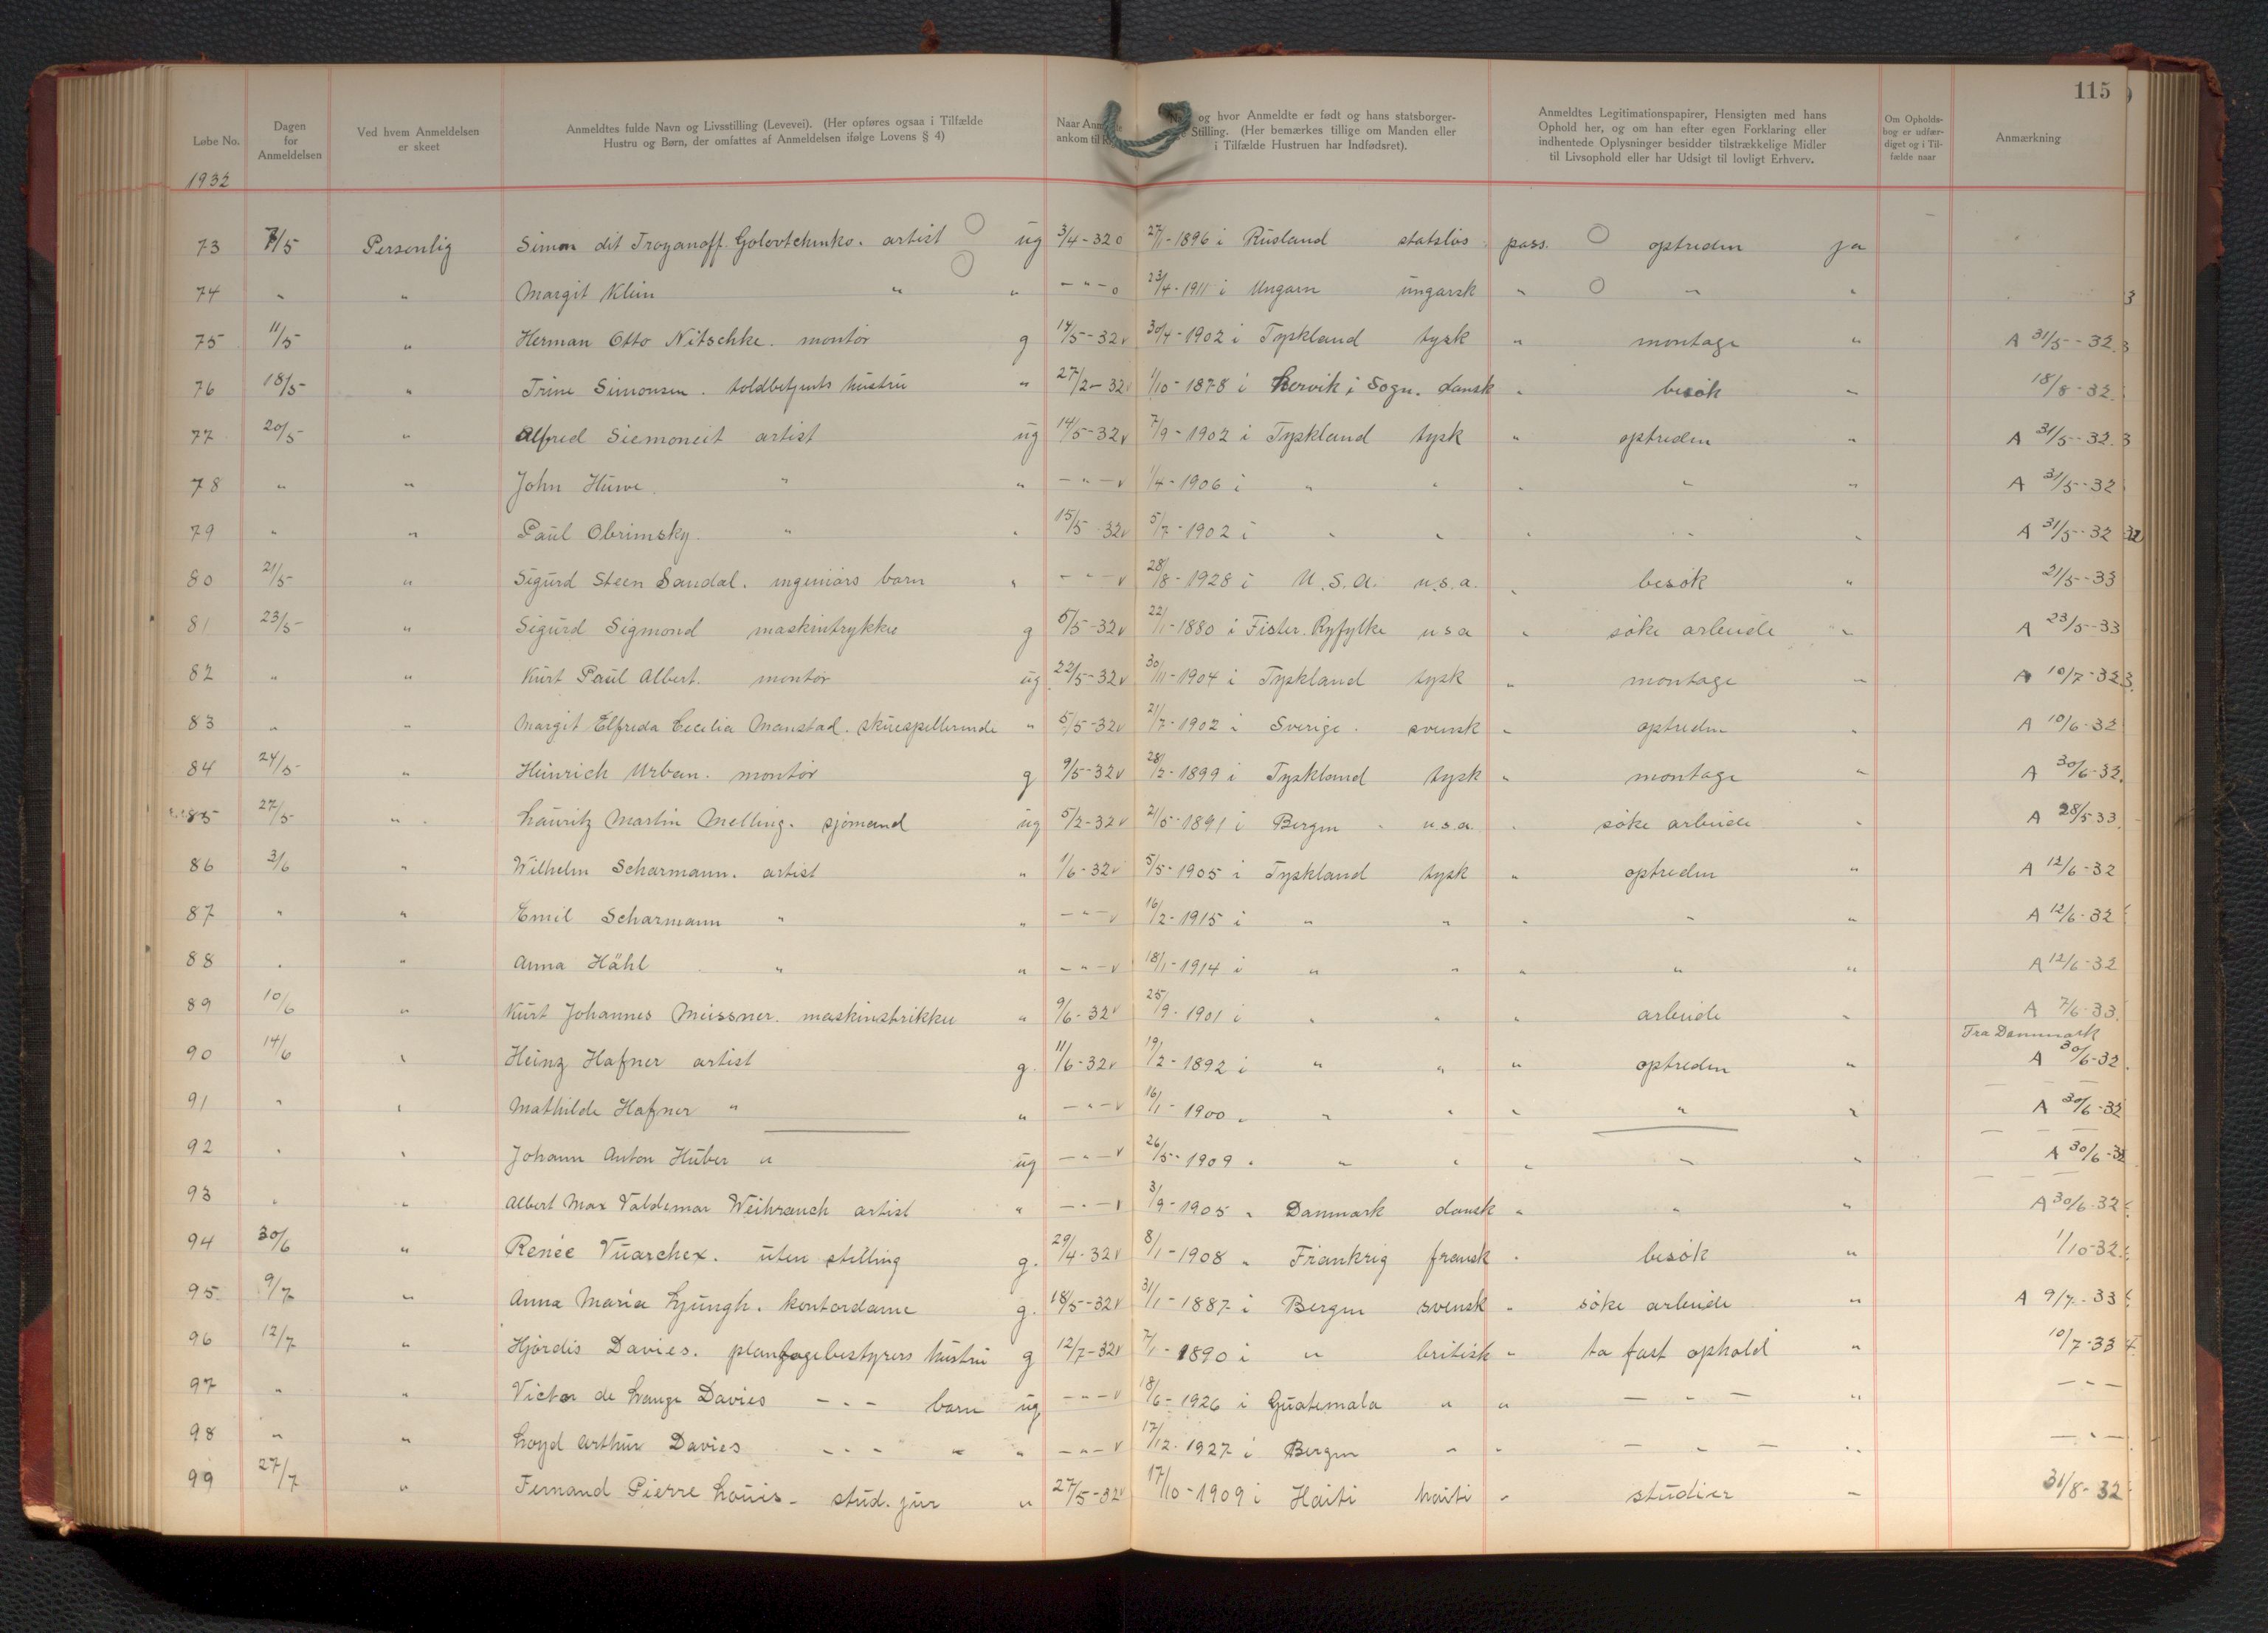 115
Løbe No.
Dagen for Anmeldelsen
Ved hvem Anmeldelsen er skeet
Anmeldtes fulde Navn og Livsstilling (Levevei). (Her opføres ogsaa i Tilfælde Hustru og Børn, der omfattes af Anmeldelsen ifølge Lovens § 4)
Naar ankom til
og hvor Anmeldte er født og hans statsborger- Stilling. (Her bemærkes tillige om Manden eller i Tilfælde Hustruen har Indfødsret).
Anmeldtes Legitimationspapirer, Hensigten med hans Ophold her, og om han efter egen Forklaring eller indhentede Oplysninger besidder tilstrækkelige Midler til Livsophold eller har Udsigt til lovligt Erhverv.
Om Opholds- bog er udfær- diget og i Til- fælde naar
Anmærkning
1932
73 7/5 Personlig Simon dit Troyanoff Golovtchenko. artist ug 3/4-32 o 27/1-1896 i Rusland statsløs pass. optreden ja
74 " " Margit Klein " " - " - o 23/4-1911 i Ungarn ungarsk " " "
75 11/5 " Herman Otto Nitschke. montør g 14/5-32 v 30/4-1902 i Tyskland tysk " montage " A 31/5-32
76 18/5 " Trine Simonsen. toldbetjents hustru " 27/2-32 1/10-1878 i Lervik i Sogn. dansk " besøk " 18/8-32
77 20/5 " Alfred Siemoneit artist ug 14/5-32 v 7/9-1902 i Tyskland tysk " optreden " A 31/5-32
78 " " John Huwe. " " - " - v 1/4-1906 i " " " " " A 31/5-32
79 " " Paul Obrimsky. " " 15/5-32 v 5/7-1902 i " " " " " A 31/5-32
80 21/5 " Sigurd Steen Sandal. ingeniørs barn " - " - v 28/8-1928 i U.S.A. u.s.a. " besøk " 21/5-33
81 23/5 " Sigurd Sigmond maskintrykker g 5/5-32 v 22/1-1880 i Fister. Ryfylke u s a " søke arbeide " A 23/5-33
82 " " Kurt Paul Albert. montør ug 22/5-32 v 30/11-1904 i Tyskland tysk " montage " A 10/7-32
83 " " Margit Elfreda Cecilia Manstad. skuespillerinde " 5/5-32 v 21/7-1902 i Sverige. svensk " optreden " A 10/6-32
84 24/5 " Heinrich Urban. montør g 9/5-32 v 28/2-1899 i Tyskland tysk " montage " A 30/6-32
85 27/5 " Lauritz Martin Melling. sjømand ug 5/2-32 v 21/5-1891 i Bergen u.s.a. " søke arbeide " A 28/5 33
86 3/6 " Wilhelm Scharmann. artist " 1/6-32 v 5/5-1905 i Tyskland tysk " optreden " A 12/6-32
87 " " Emil Scharmann " " - " - v 16/2-1915 i " " " " " A 12/6-32
88 " " Anna Hähl " " - " - v 18/1-1914 i " " " " " A 12/6-32
89 10/6 " Kurt Johannes Meissner. maskinstrikker " 9/6-32 v 25/9-1901 i " " " arbeide " A 7/6-33
90 14/6 " Heinz Hafner artist g. 11/6-32 v 19/2-1892 i " " " optreden " Fra Danmark A 30/6-32
91 " " Mathilde Hafner " " - " - v 16/1-1900 " " " " " " A 30/6-32
92 " " Johann Anton Huber " ug - " - v 26/5-1909 " " " " " " A 30/6-32
93 " " Albert Max Valdemar Weihrauch artist " - " - v 3/9-1905 " Danmark dansk " " " A 30/6-32
94 30/6 " Renée Vuarchex. uten stilling g. 29/4-32 v 8/1-1908 " Frankrig fransk " besøk " 1/10-32
95 9/7 " Anna Maria Ljungh. kontordame g. 18/5-32 v 31/1-1887 i Bergen svensk " søke arbeide " A 9/7-33
96 12/7 " Hjørdis Davies. plantagebestyrers hustru g 12/7-32 v 7/1-1890 i " britisk " ta fast ophold " 10/7-33
97 " " Victor de Lange Davies - " - barn ug - " - v 18/6-1926 i Guatemala " " - " - " - " -
98 " " Loyd Arthur Davies - " - " " - " - v 17/12-1927 i Bergen " " - " - " - " -
99 27/7 " Fernand Pierre Louis - stud. jur " 27/5-32 v 17/10-1909 i Haiti haiti " studier " 31/8-32